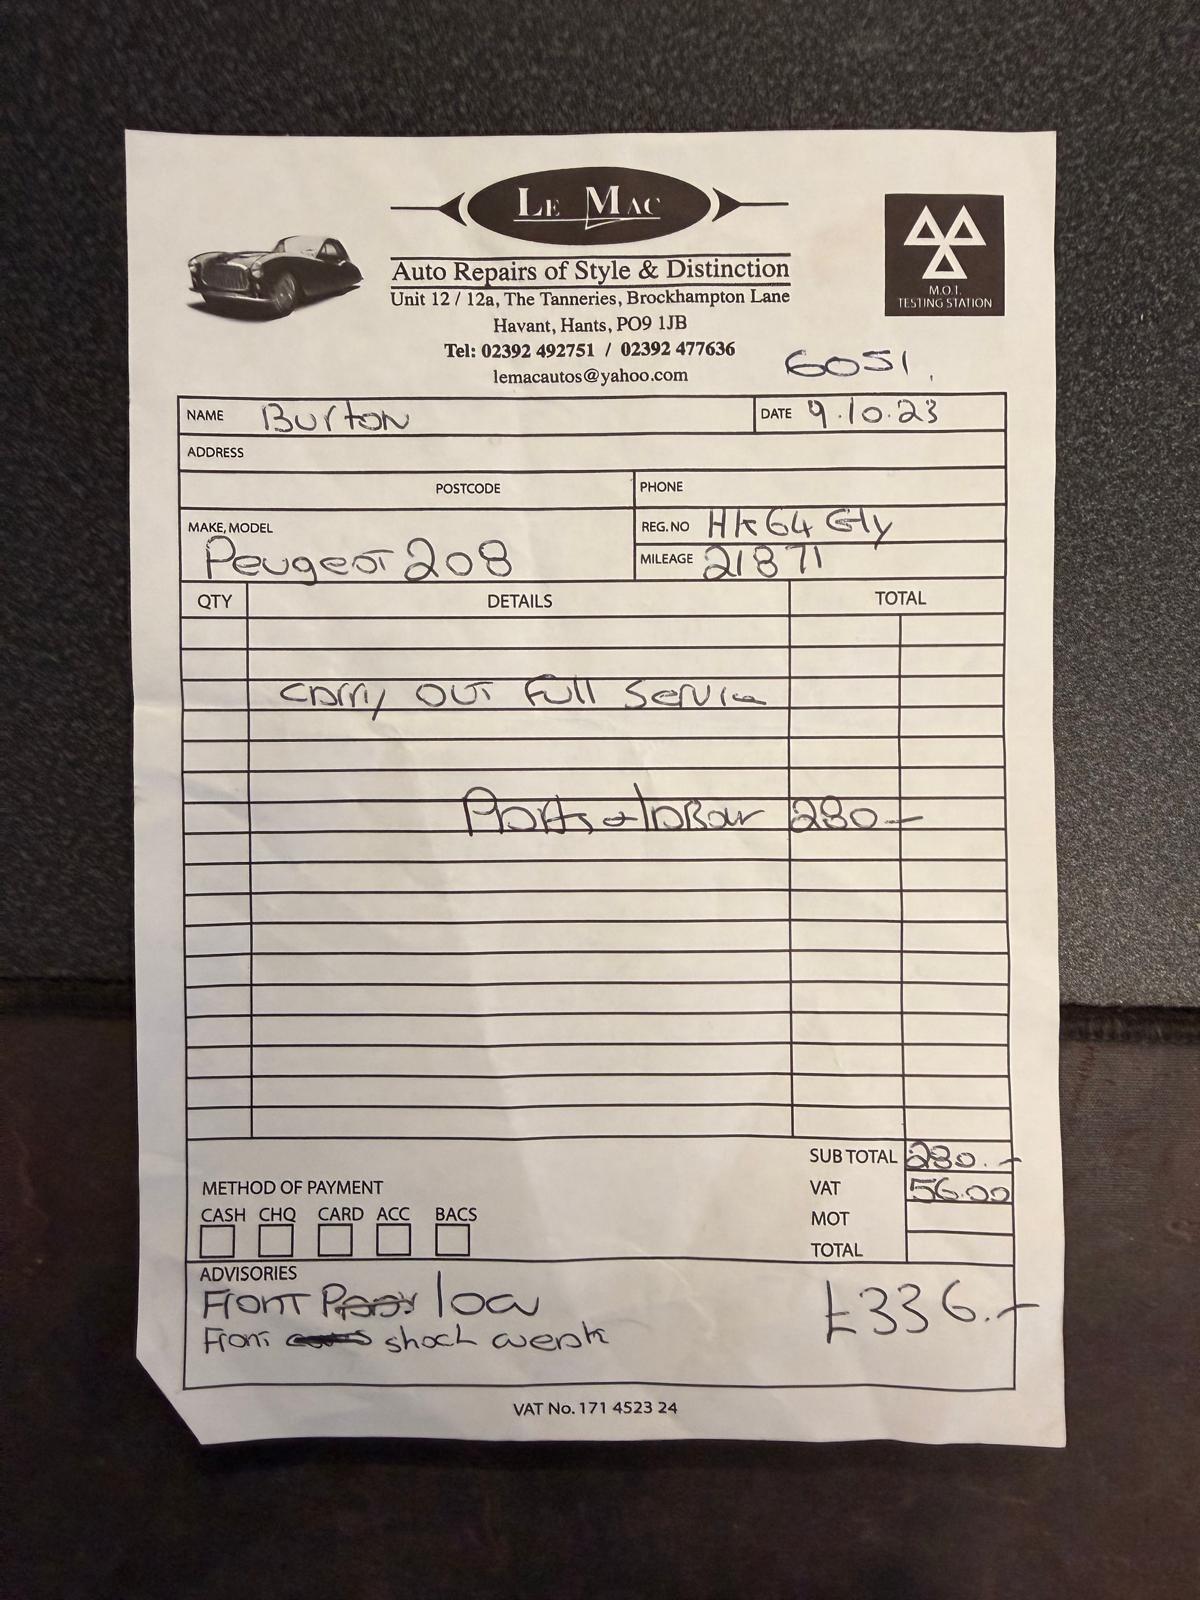 LE MAC
Auto Repairs of Style & Distinction
Unit 12 / 12a, The Tanneries, Brockhampton Lane
Havant, Hants, PO9 1JB
Tel: 02392 492751 / 02392 477636
lemacautos@yahoo.com
M.O.T.
TESTING STATION
6051.
NAME Burton
DATE 9.10.23
ADDRESS
POSTCODE
PHONE
MAKE, MODEL
Peugeot 208
REG. NO HK64 Gly
MILEAGE 21871
QTY DETAILS TOTAL
Carry out Full Service
Parts + labour 280 —
SUB TOTAL 280. —
VAT 56.00
MOT
TOTAL
£336. —
METHOD OF PAYMENT
CASH CHQ CARD ACC BACS
ADVISORIES
Front low
Front shock weak
VAT No. 171 4523 24